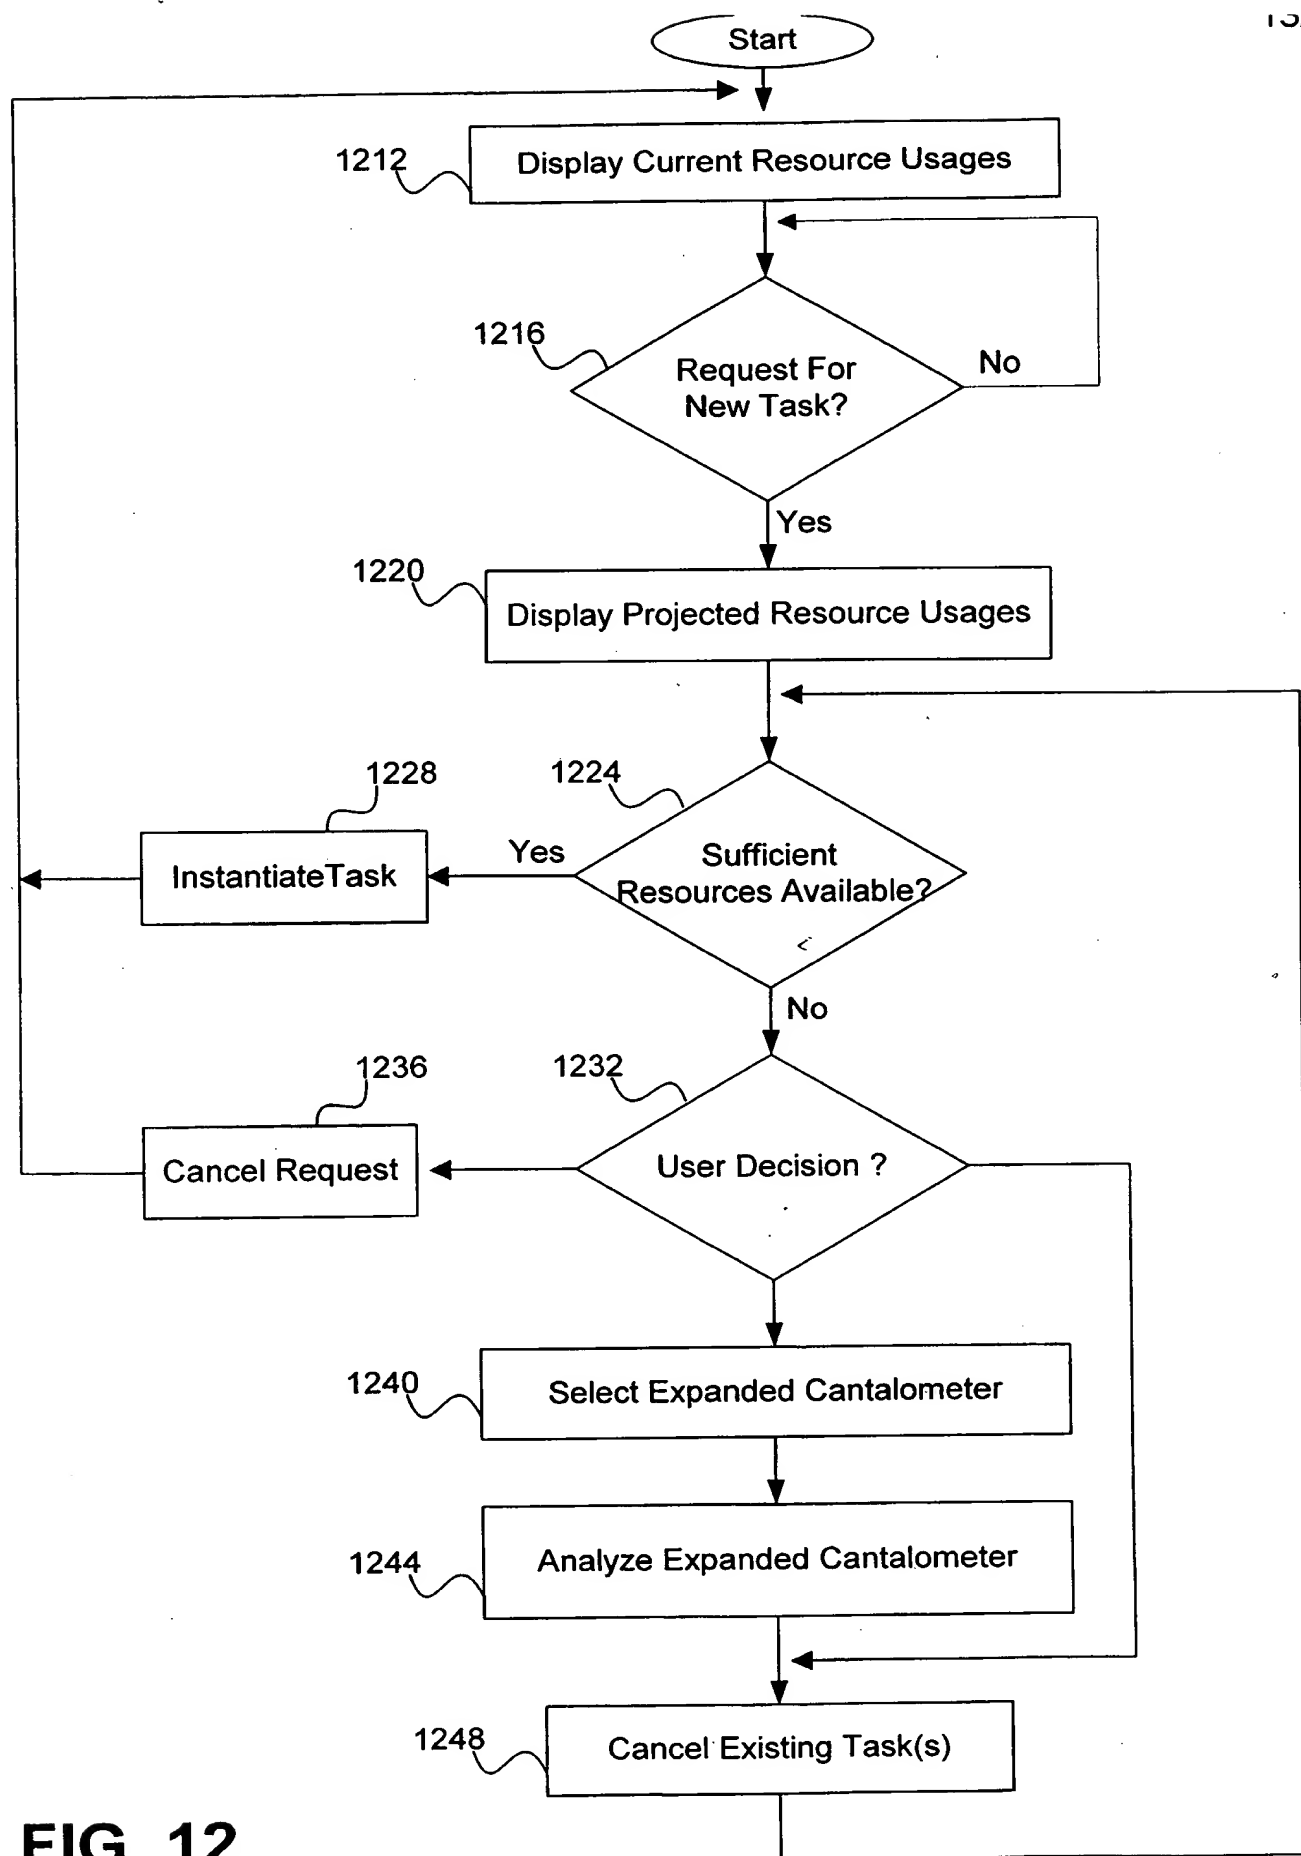 Start
1212
Display Current Resource Usages
1216
Request For
New Task?
No
Yes
1220
Display Projected Resource Usages
1228
1224
InstantiateTask
Yes
Sufficient
Resources Available?
No
1236
1232
Cancel Request
User Decision ?
1240
Select Expanded Cantalometer
1244
Analyze Expanded Cantalometer
1248
Cancel Existing Task(s)
FIG. 12